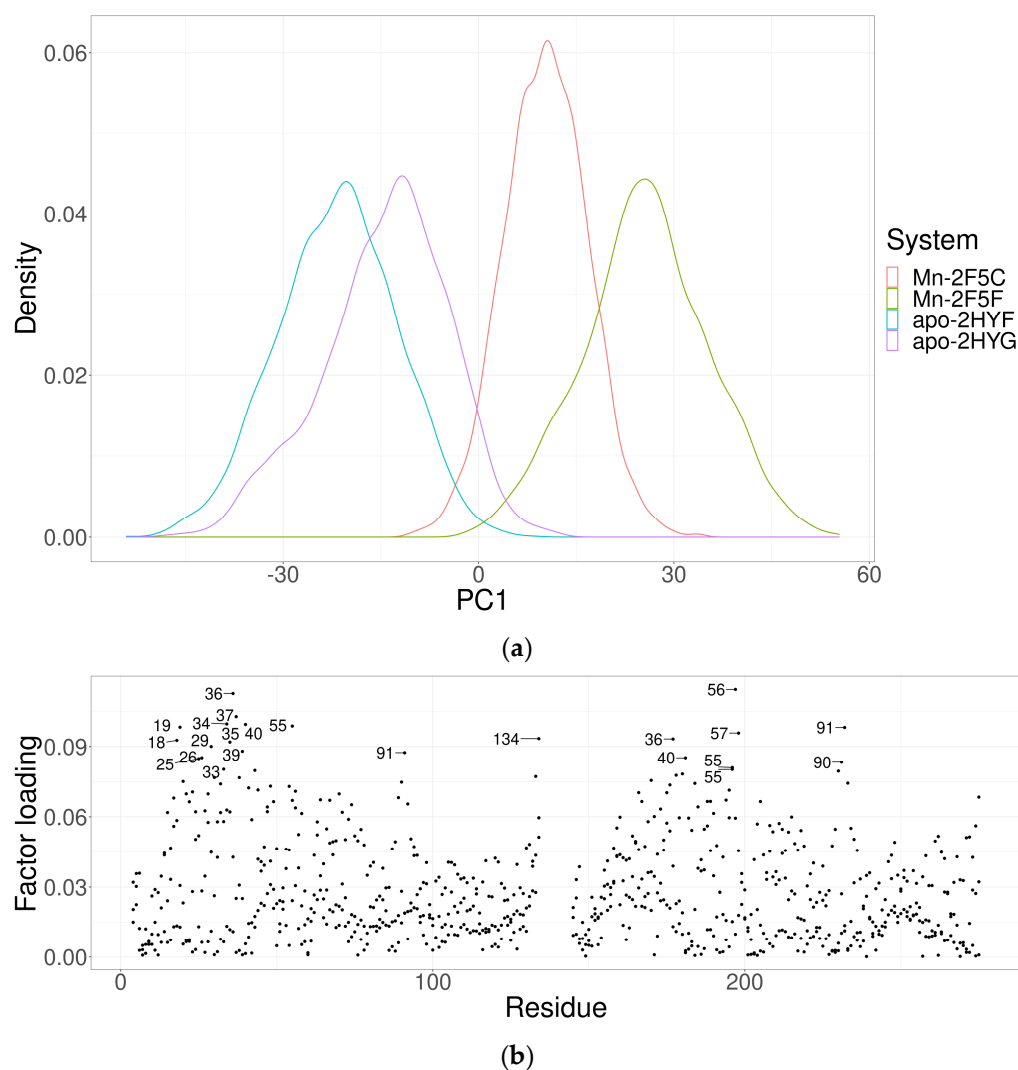 0.06
0.04
0.02
0.00
Density
-30 0 30 60
PC1
System
Mn-2F5C
Mn-2F5F
apo-2HYF
apo-2HYG
(a)
36 56
37
19 34 35 40 55 91
18 29 134 36 57
26 39 91 40 55 90
25 33 55
0.09
0.06
0.03
0.00
Factor loading
0 100 200
Residue
(b)